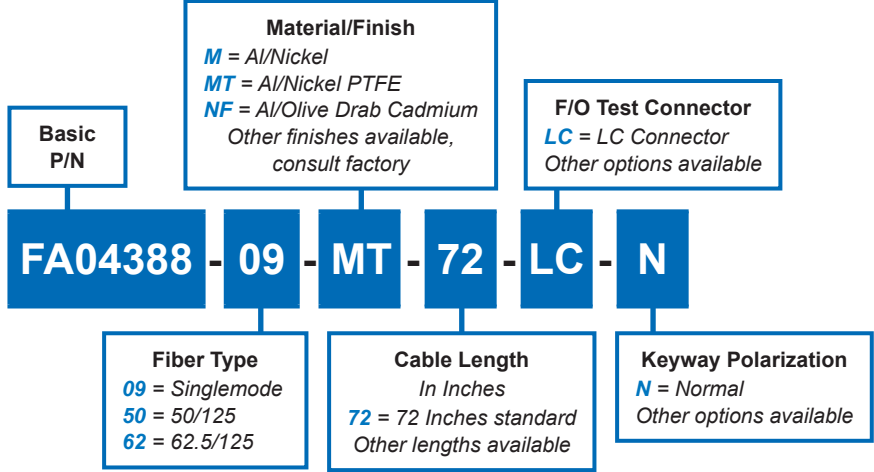 Material/Finish
M = Al/Nickel
MT = Al/Nickel PTFE
NF = Al/Olive Drab Cadmium
Other finishes available,
consult factory
F/O Test Connector
LC = LC Connector
Other options available
Basic
P/N
FA04388 - 09 - MT - 72 - LC - N
Fiber Type
09 = Singlemode
50 = 50/125
62 = 62.5/125
Cable Length
In Inches
72 = 72 Inches standard
Other lengths available
Keyway Polarization
N = Normal
Other options available